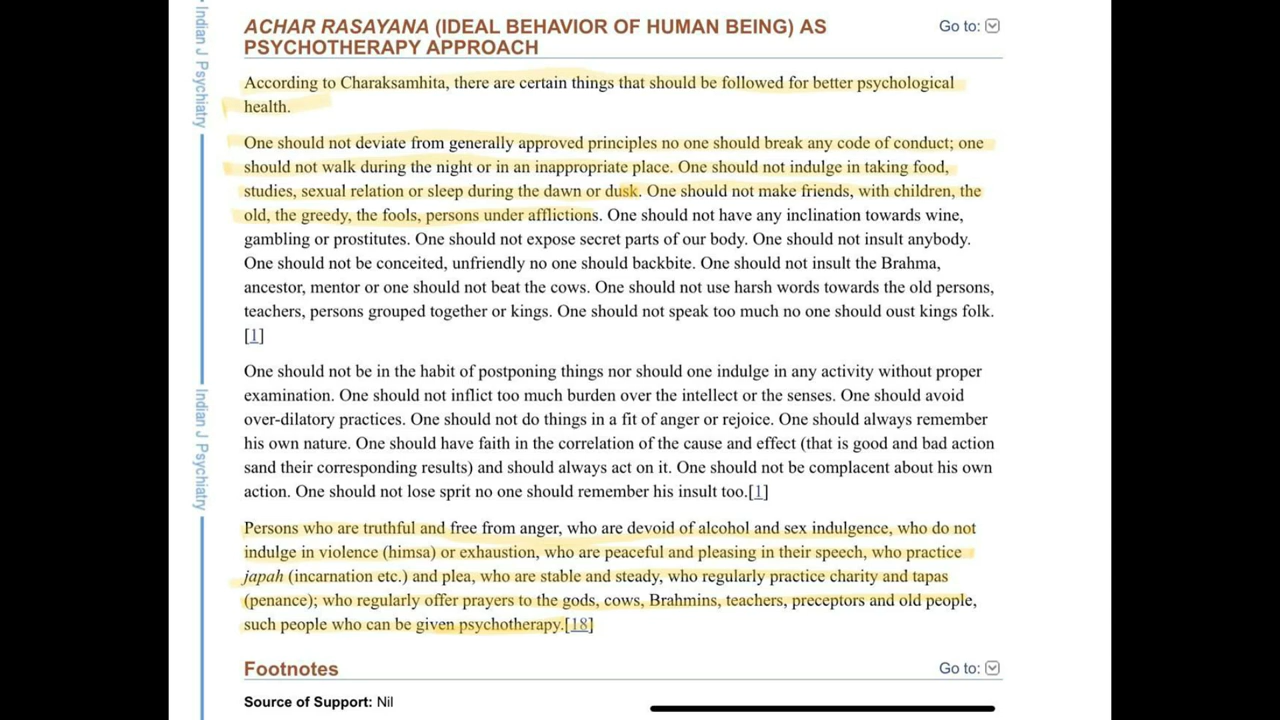 ACHAR RASAYANA (IDEAL BEHAVIOR OF HUMAN BEING) AS
PSYCHOTHERAPY APPROACH
Go to:
According to Charaksamhita, there are certain things that should be followed for better psychological
health.
One should not deviate from generally approved principles no one should break any code of conduct; one
should not walk during the night or in an inappropriate place. One should not indulge in taking food,
studies, sexual relation or sleep during the dawn or dusk. One should not make friends, with children, the
old, the greedy, the fools, persons under afflictions. One should not have any inclination towards wine,
gambling or prostitutes. One should not expose secret parts of our body. One should not insult anybody.
One should not be conceited, unfriendly no one should backbite. One should not insult the Brahma,
ancestor, mentor or one should not beat the cows. One should not use harsh words towards the old persons,
teachers, persons grouped together or kings. One should not speak too much no one should oust kings folk.
[1]
One should not be in the habit of postponing things nor should one indulge in any activity without proper
examination. One should not inflict too much burden over the intellect or the senses. One should avoid
over-dilatory practices. One should not do things in a fit of anger or rejoice. One should always remember
his own nature. One should have faith in the correlation of the cause and effect (that is good and bad action
sand their corresponding results) and should always act on it. One should not be complacent about his own
action. One should not lose sprit no one should remember his insult too.[1]
Persons who are truthful and free from anger, who are devoid of alcohol and sex indulgence, who do not
indulge in violence (himsa) or exhaustion, who are peaceful and pleasing in their speech, who practice
japah (incarnation etc.) and plea, who are stable and steady, who regularly practice charity and tapas
(penance); who regularly offer prayers to the gods, cows, Brahmins, teachers, preceptors and old people,
such people who can be given psychotherapy.[18]
Footnotes
Go to:
Source of Support: Nil
Indian J Psychiatry
Indian J Psychiatry